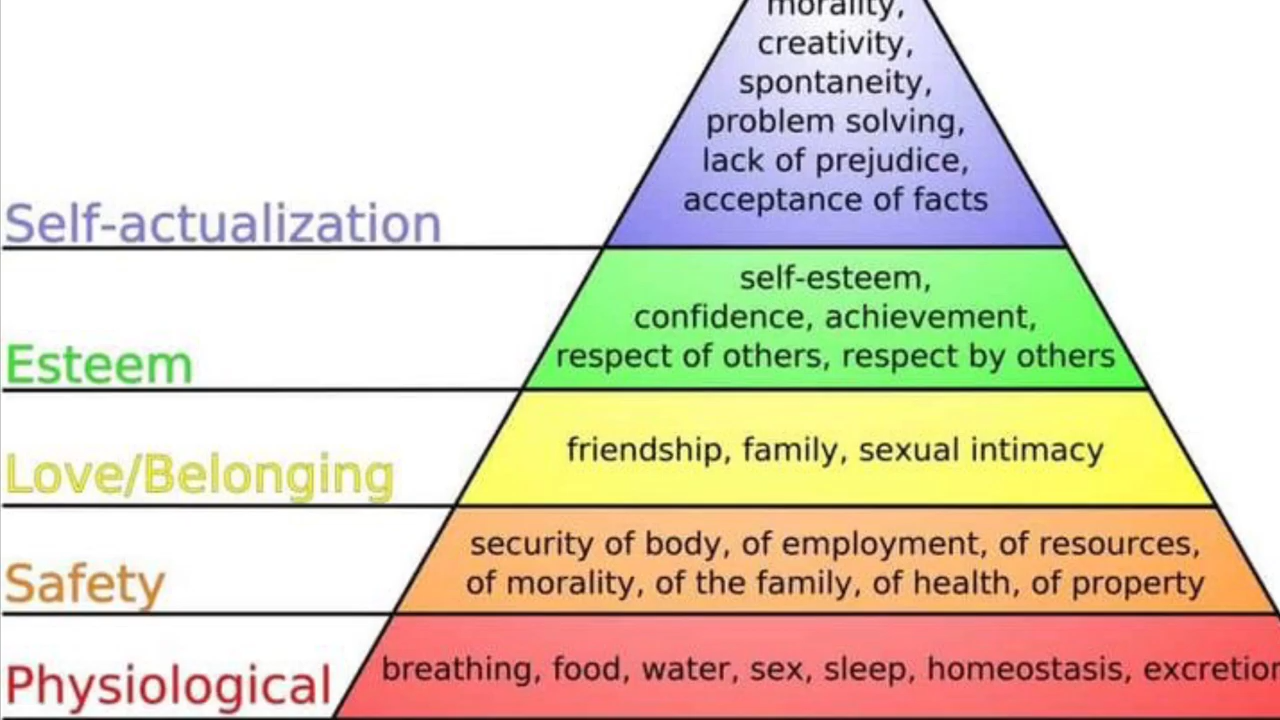 morality,
creativity,
spontaneity,
problem solving,
lack of prejudice,
acceptance of facts
Self-actualization
self-esteem,
confidence, achievement,
respect of others, respect by others
Esteem
friendship, family, sexual intimacy
Love/Belonging
security of body, of employment, of resources,
of morality, of the family, of health, of property
Safety
breathing, food, water, sex, sleep, homeostasis, excretion
Physiological